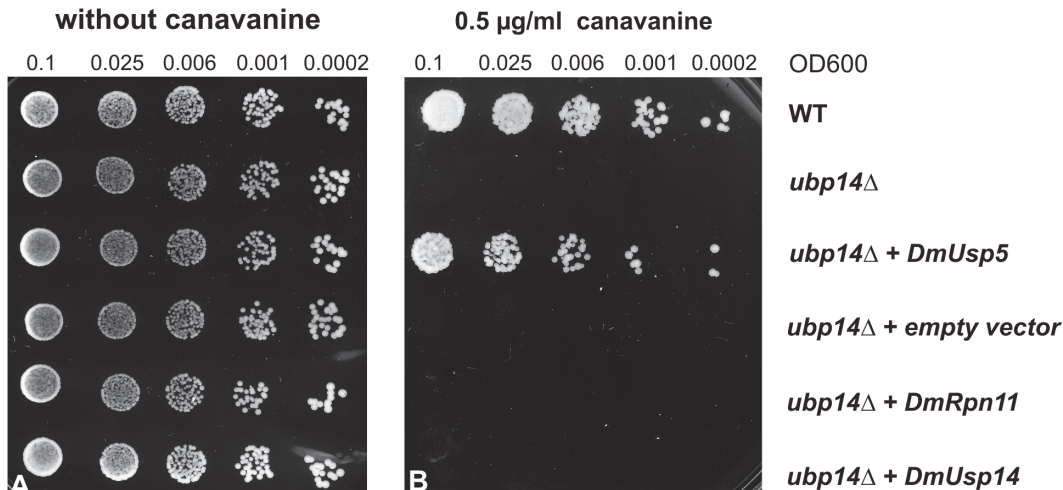 without canavanine
0.5 µg/ml canavanine
0.1 0.025 0.006 0.001 0.0002
0.1 0.025 0.006 0.001 0.0002
OD600
WT
ubp14Δ
ubp14Δ + DmUsp5
ubp14Δ + empty vector
ubp14Δ + DmRpn11
ubp14Δ + DmUsp14
A
B